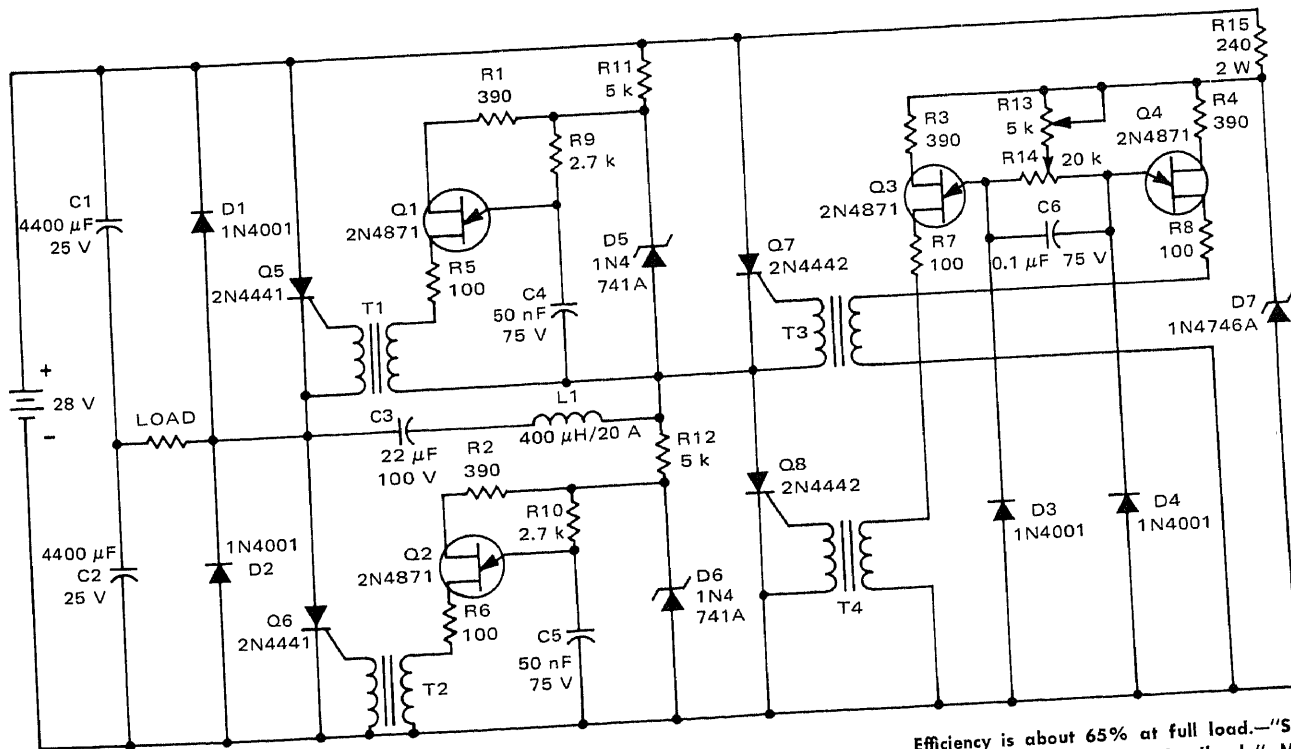 R15
240
2 W
R11
5 k
R1
390
R9
2.7 k
R3
390
R13
5 k
Q4
2N4871
R4
390
C1
4400 µF
25 V
D1
1N4001
Q1
2N4871
R14
20 k
Q3
2N4871
C6
0.1 µF
75 V
R7
100
R8
100
Q5
2N4441
R5
100
D5
1N4
741A
Q7
2N4442
C4
50 nF
75 V
T1
T3
D7
1N4746A
+
28 V
−
LOAD
C3
22 µF
100 V
L1
400 µH/20 A
R2
390
R12
5 k
Q8
2N4442
R10
2.7 k
D3
1N4001
D4
1N4001
4400 µF
C2
25 V
1N4001
D2
Q2
2N4871
D6
1N4
741A
T4
Q6
2N4441
R6
100
C5
50 nF
75 V
T2
Efficiency is about 65% at full load.—"S